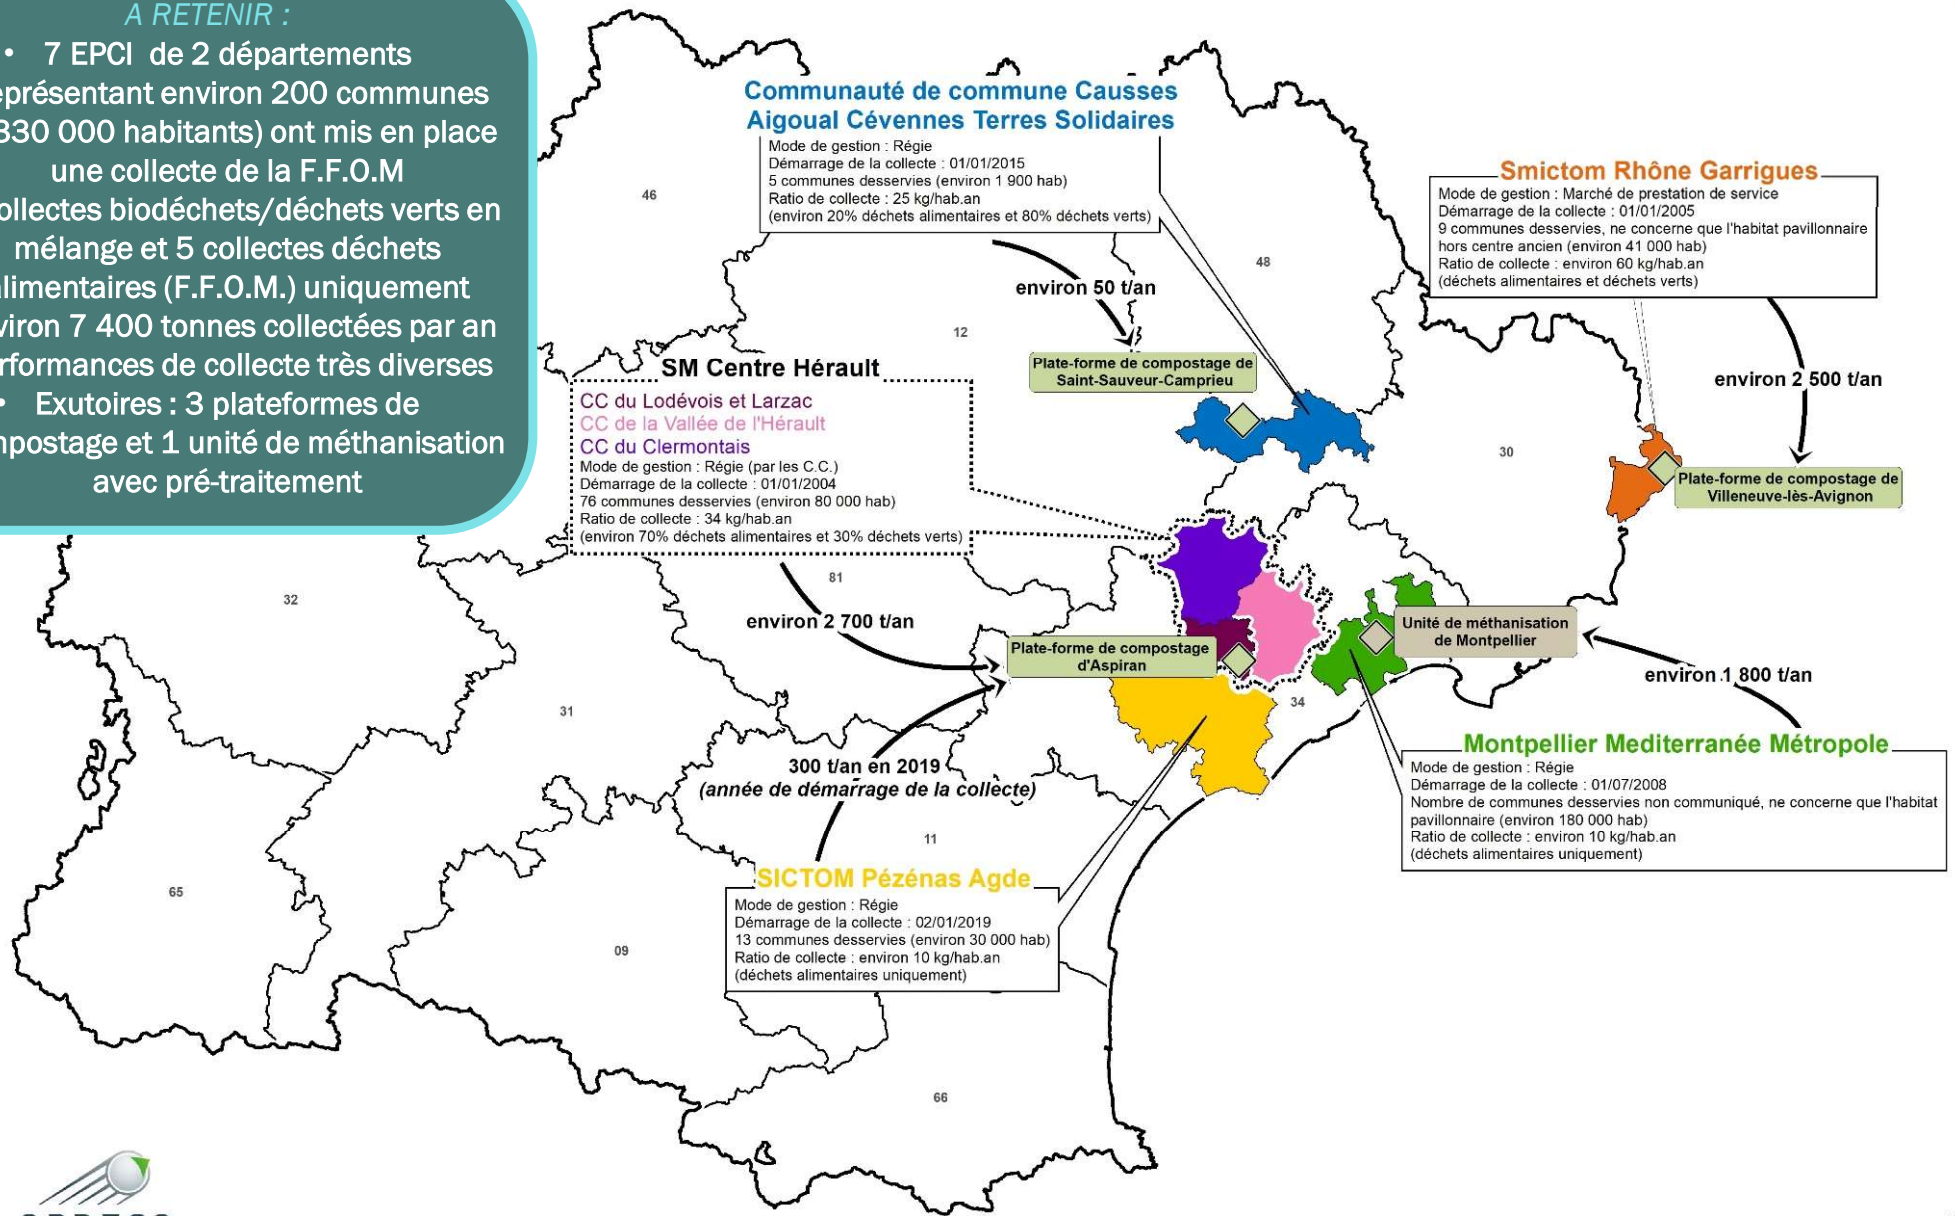 A RETENIR :
• 7 EPCI de 2 départements
représentant environ 200 communes
330 000 habitants) ont mis en place
une collecte de la F.F.O.M
collectes biodéchets/déchets verts en
mélange et 5 collectes déchets
alimentaires (F.F.O.M.) uniquement
viron 7 400 tonnes collectées par an
rformances de collecte très diverses
• Exutoires : 3 plateformes de
mpostage et 1 unité de méthanisation
avec pré-traitement
Communauté de commune Causses
Aigoual Cévennes Terres Solidaires
Mode de gestion : Régie
Démarrage de la collecte : 01/01/2015
5 communes desservies (environ 1 900 hab)
Ratio de collecte : 25 kg/hab.an
(environ 20% déchets alimentaires et 80% déchets verts)
environ 50 t/an
Plate-forme de compostage de
Saint-Sauveur-Camprieu
Smictom Rhône Garrigues
Mode de gestion : Marché de prestation de service
Démarrage de la collecte : 01/01/2005
9 communes desservies, ne concerne que l'habitat pavillonnaire
hors centre ancien (environ 41 000 hab)
Ratio de collecte : environ 60 kg/hab.an
(déchets alimentaires et déchets verts)
environ 2 500 t/an
Plate-forme de compostage de
Villeneuve-lès-Avignon
SM Centre Hérault
CC du Lodévois et Larzac
CC de la Vallée de l'Hérault
CC du Clermontais
Mode de gestion : Régie (par les C.C.)
Démarrage de la collecte : 01/01/2004
76 communes desservies (environ 80 000 hab)
Ratio de collecte : 34 kg/hab.an
(environ 70% déchets alimentaires et 30% déchets verts)
environ 2 700 t/an
Plate-forme de compostage
d'Aspiran
Unité de méthanisation
de Montpellier
environ 1 800 t/an
Montpellier Mediterranée Métropole
Mode de gestion : Régie
Démarrage de la collecte : 01/07/2008
Nombre de communes desservies non communiqué, ne concerne que l'habitat
pavillonnaire (environ 180 000 hab)
Ratio de collecte : environ 10 kg/hab.an
(déchets alimentaires uniquement)
300 t/an en 2019
(année de démarrage de la collecte)
SICTOM Pézénas Agde
Mode de gestion : Régie
Démarrage de la collecte : 02/01/2019
13 communes desservies (environ 30 000 hab)
Ratio de collecte : environ 10 kg/hab.an
(déchets alimentaires uniquement)
46
48
12
30
81
32
31
34
11
65
09
66